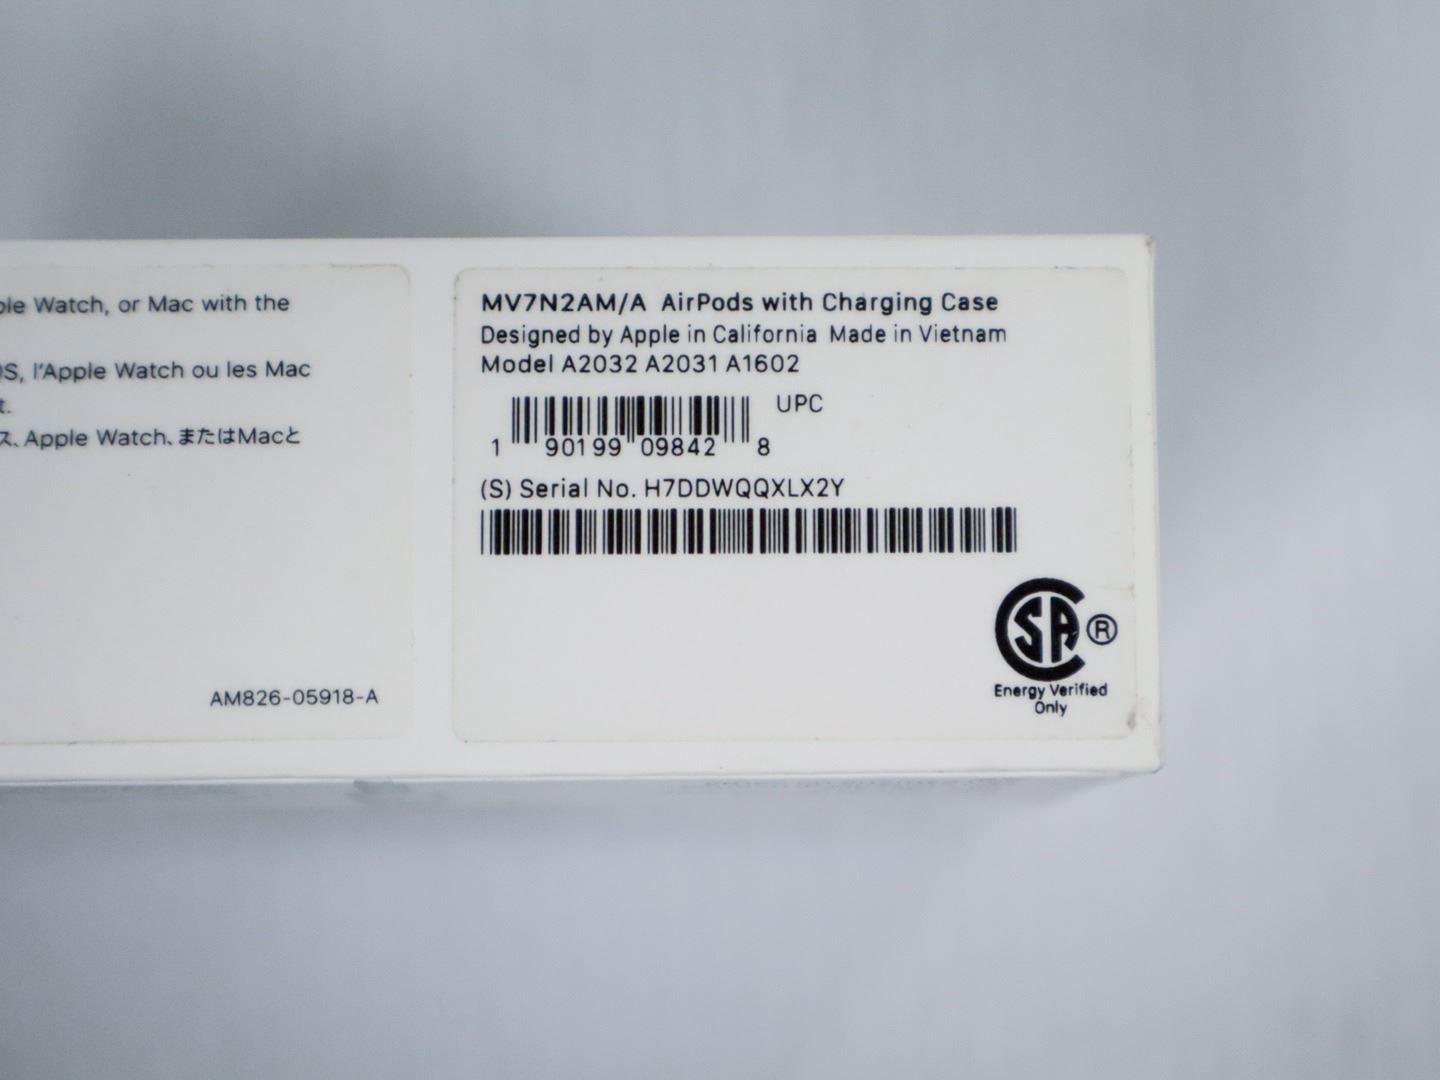 ple Watch, or Mac with the
OS, l'Apple Watch ou les Mac
t.
ス、Apple Watch、またはMacと
AM826-05918-A
MV7N2AM/A AirPods with Charging Case
Designed by Apple in California Made in Vietnam
Model A2032 A2031 A1602
UPC
1 90199 09842 8
(S) Serial No. H7DDWQQXLX2Y
CSA ®
Energy Verified
Only